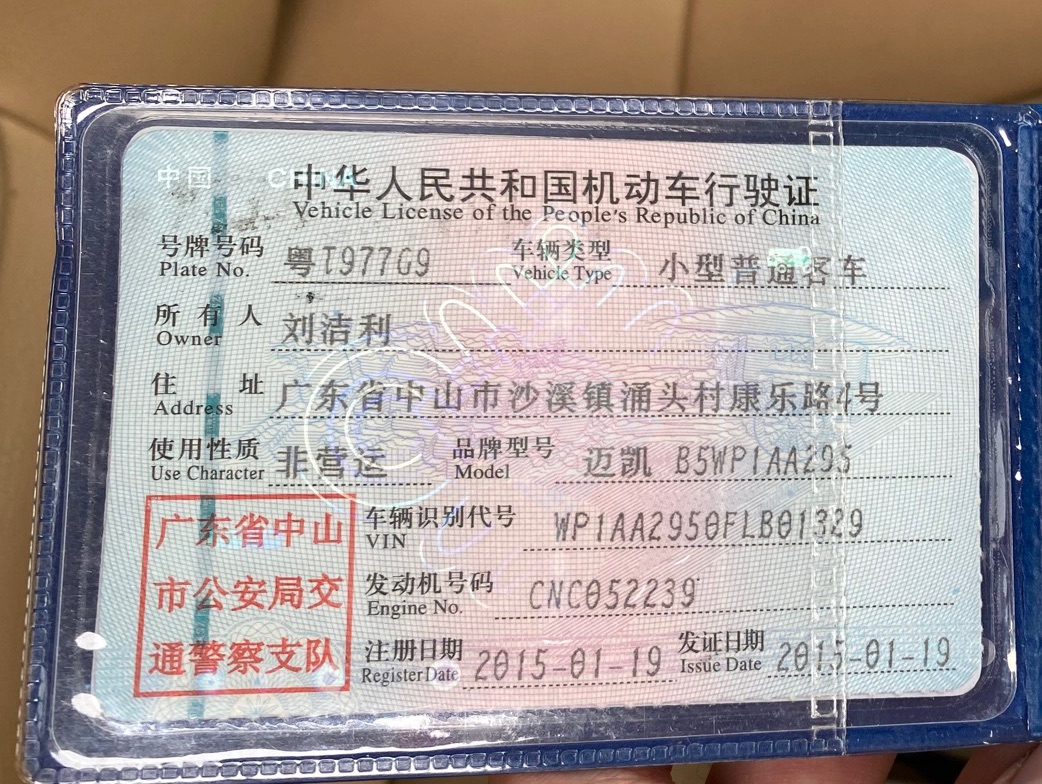 中国 CHINA
中华人民共和国机动车行驶证
Vehicle License of the People's Republic of China
号牌号码 粤T977G9 车辆类型 小型普通客车
Plate No. Vehicle Type
所有人 刘洁利
Owner
住址 广东省中山市沙溪镇涌头村康乐路4号
Address
使用性质 非营运 品牌型号 迈凯 B5WP1AA295
Use Character Model
广东省中山
市公安局交
通警察支队
车辆识别代号 WP1AA2950FLB01329
VIN
发动机号码 CNC052239
Engine No.
注册日期 2015-01-19 发证日期 2015-01-19
Register Date Issue Date